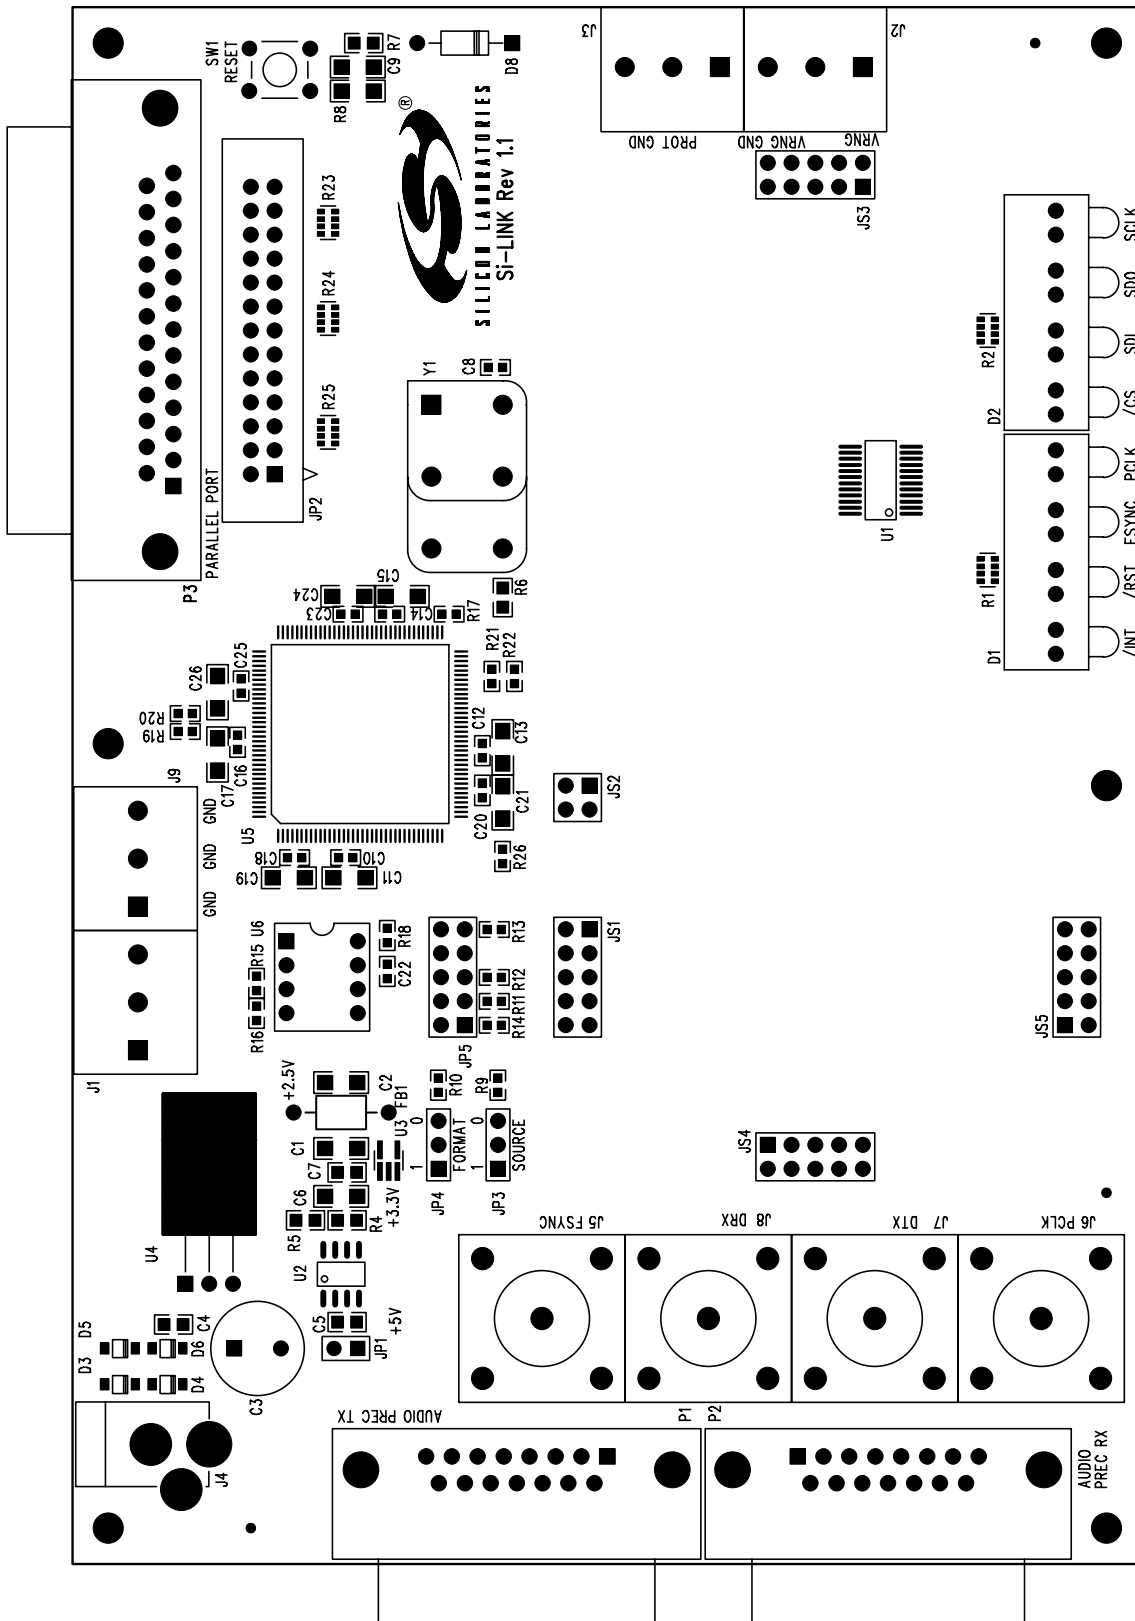 J3
J2
SW1
RESET
R7
C9
R8
D8
®
SILICON LABORATORIES
Si-LINK Rev 1.1
PROT GND
VRNG GND
VRNG
JS3
R23
R24
R25
PARALLEL PORT
P3
JP2
Y1
C8
R2
D2
SCLK
SDO
SDI
/CS
U1
R1
D1
PCLK
FSYNC
/RST
/INT
C24
C15
C23
C14
R17
R6
R21
R22
C26
C25
R20
R19
C17
C16
J9
GND
GND
GND
U5
C12
C13
C20
C21
R26
JS2
C18
C19
C10
C11
U6
R15
R16
R18
C22
R13
R12
R11
R14
JP5
JS1
JS5
J1
+2.5V
C2
FB1
C1
U3
C7
C6
+3.3V
R5
R4
R10
R9
0
1
FORMAT
JP4
0
1
SOURCE
JP3
JS4
U4
U2
C5
+5V
JP1
J5 FSYNC
J8 DRX
J7 DTX
J6 PCLK
D5
D3
C4
D6
D4
C3
J4
AUDIO PREC TX
P1
P2
AUDIO
PREC RX